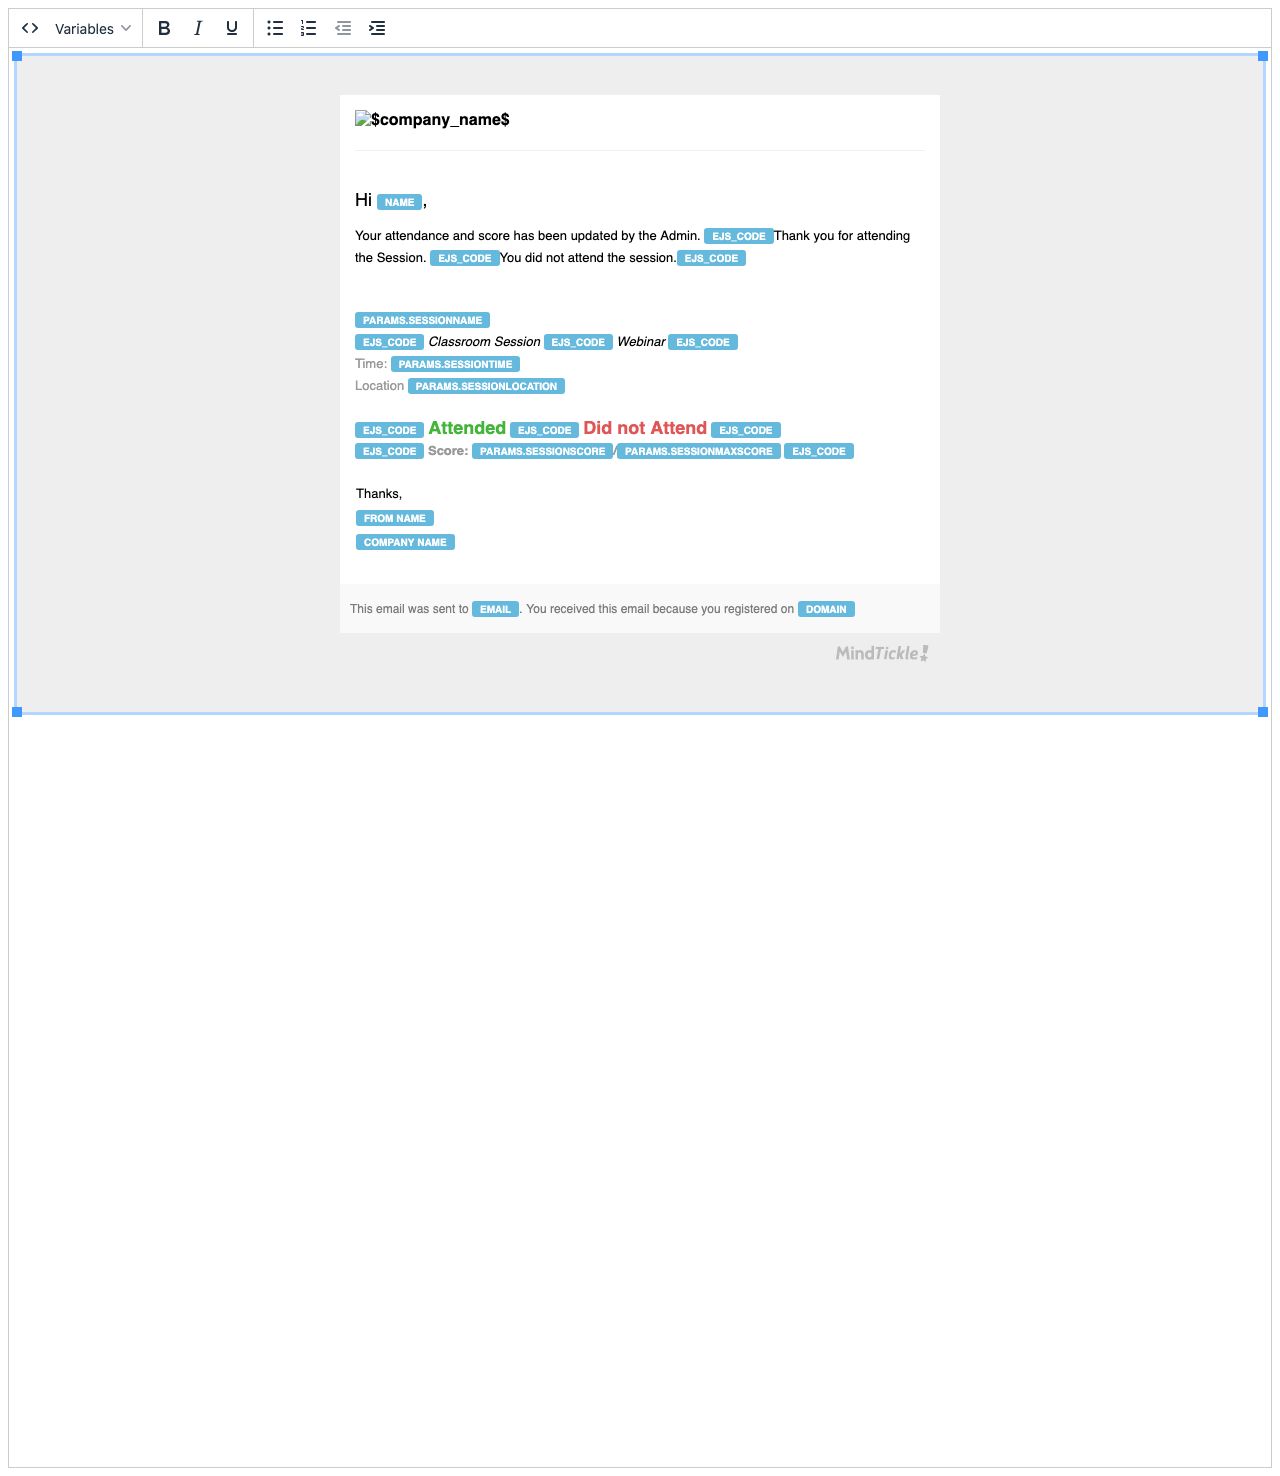 Variables
$company_name$
Hi NAME,
Your attendance and score has been updated by the Admin. EJS_CODE Thank you for attending
the Session. EJS_CODE You did not attend the session. EJS_CODE
PARAMS.SESSIONNAME
EJS_CODE Classroom Session EJS_CODE Webinar EJS_CODE
Time: PARAMS.SESSIONTIME
Location PARAMS.SESSIONLOCATION
EJS_CODE Attended EJS_CODE Did not Attend EJS_CODE
EJS_CODE Score: PARAMS.SESSIONSCORE / PARAMS.SESSIONMAXSCORE EJS_CODE
Thanks,
FROM NAME
COMPANY NAME
This email was sent to EMAIL. You received this email because you registered on DOMAIN
MindTickle!